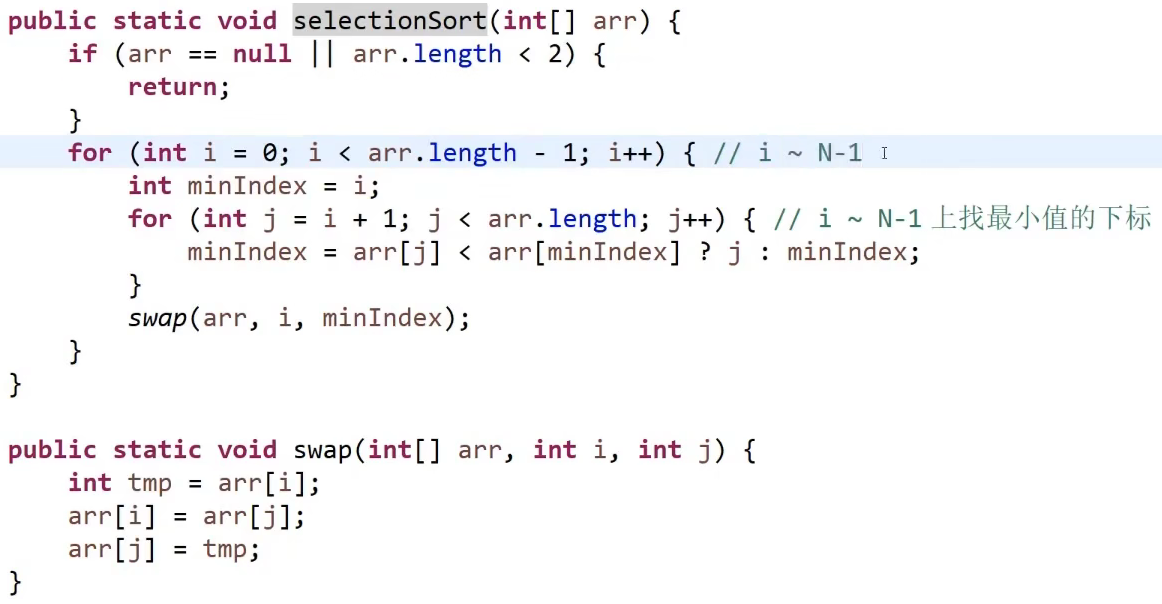 public static void selectionSort(int[] arr) {
    if (arr == null || arr.length < 2) {
        return;
    }
    for (int i = 0; i < arr.length - 1; i++) { // i ~ N-1
        int minIndex = i;
        for (int j = i + 1; j < arr.length; j++) { // i ~ N-1 上找最小值的下标
            minIndex = arr[j] < arr[minIndex] ? j : minIndex;
        }
        swap(arr, i, minIndex);
    }
}

public static void swap(int[] arr, int i, int j) {
    int tmp = arr[i];
    arr[i] = arr[j];
    arr[j] = tmp;
}